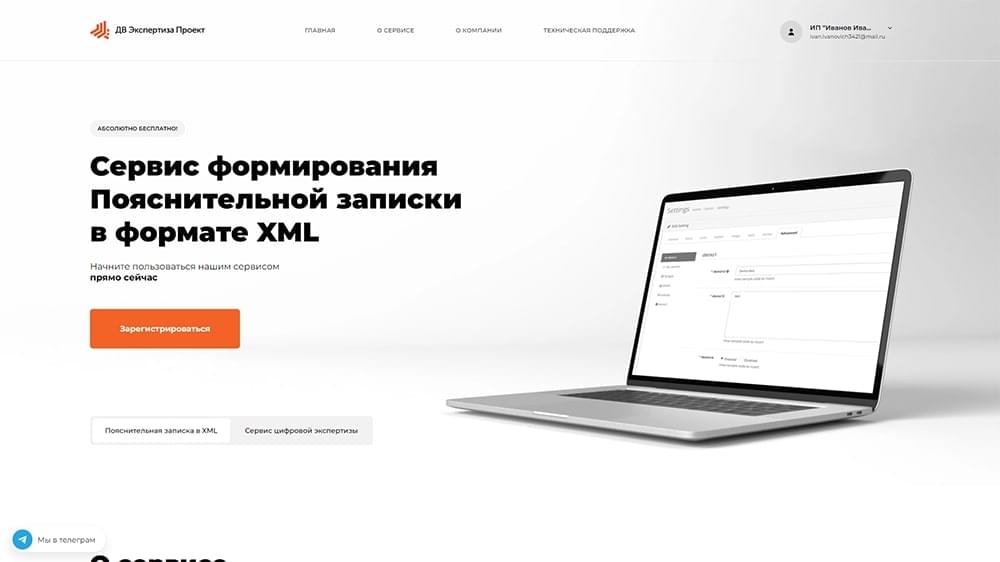 ДВ Экспертиза Проект
ГЛАВНАЯ
О СЕРВИСЕ
О КОМПАНИИ
ТЕХНИЧЕСКАЯ ПОДДЕРЖКА
ИП "Иванов Ива...
ivan.ivanovich3421@mail.ru
АБСОЛЮТНО БЕСПЛАТНО!
Сервис формирования
Пояснительной записки
в формате XML
Начните пользоваться нашим сервисом
прямо сейчас
Зарегистрироваться
Settings
Пояснительная записка в XML
Сервис цифровой экспертизы
Мы в телеграм
О сервисе